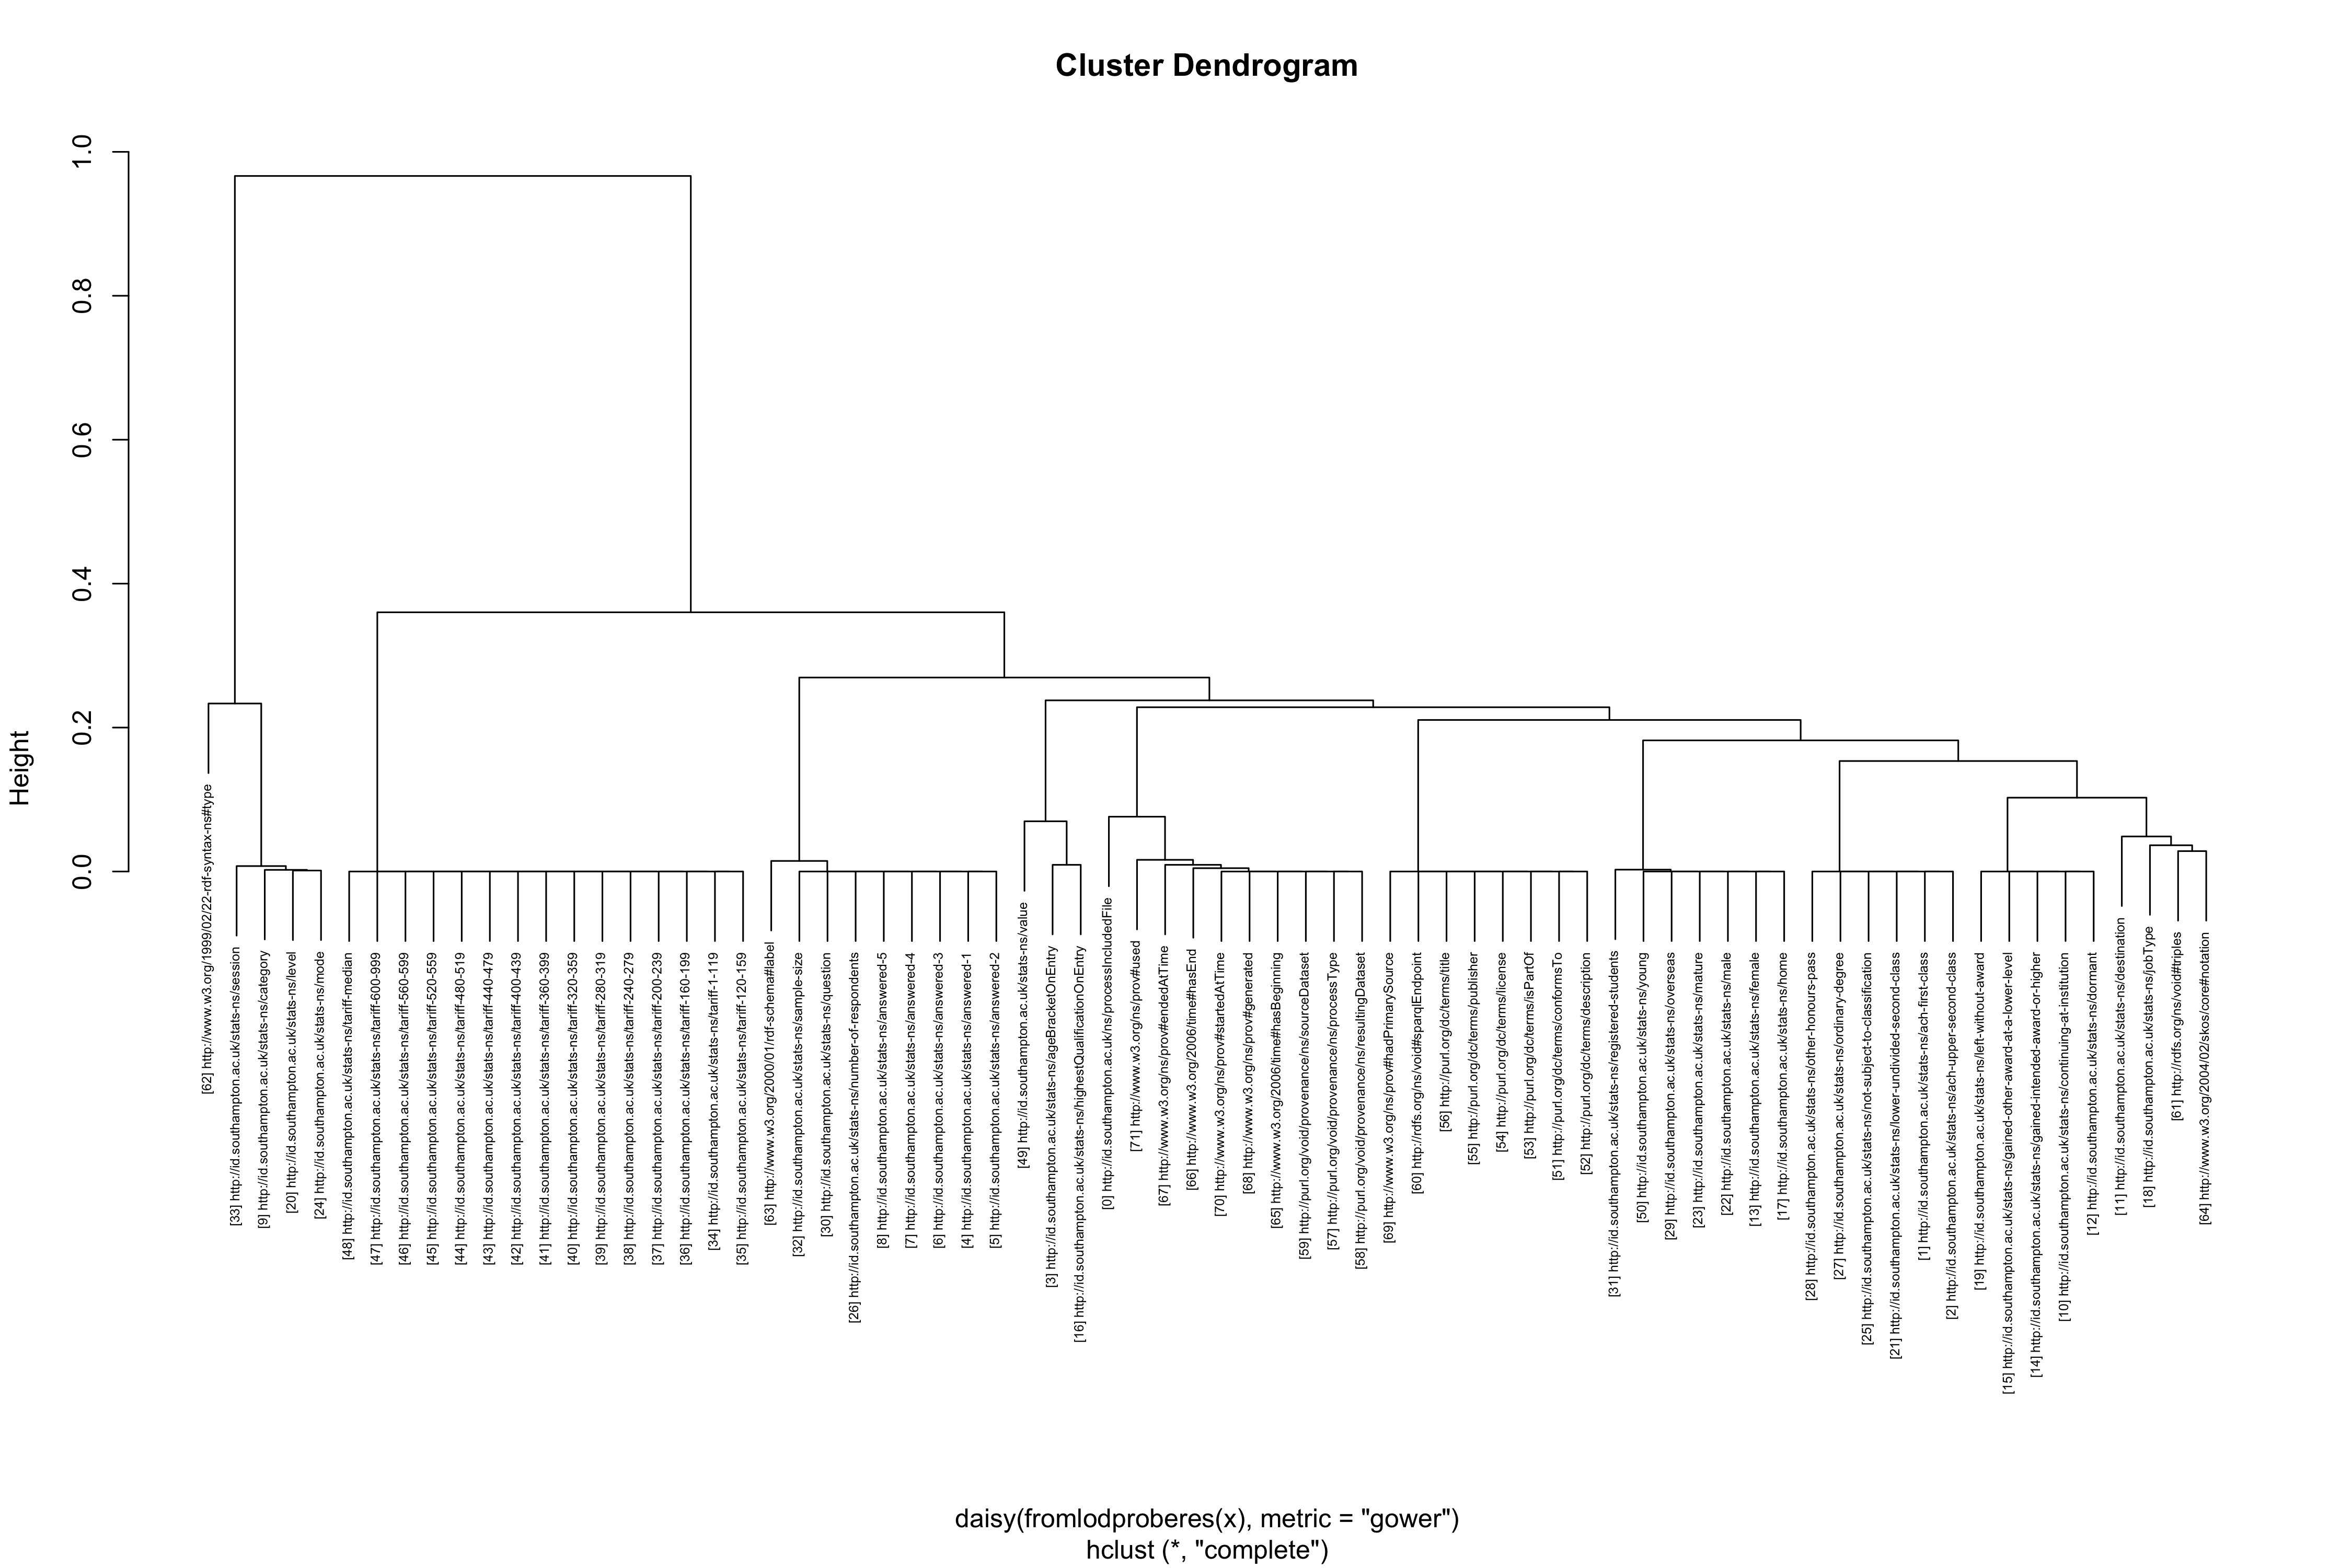 Cluster Dendrogram
Height
1.0
0.8
0.6
0.4
0.2
0.0
[62] http://www.w3.org/1999/02/22-rdf-syntax-ns#type
[33] http://id.southampton.ac.uk/stats-ns/session
[9] http://id.southampton.ac.uk/stats-ns/category
[20] http://id.southampton.ac.uk/stats-ns/level
[24] http://id.southampton.ac.uk/stats-ns/mode
[48] http://id.southampton.ac.uk/stats-ns/tariff-median
[47] http://id.southampton.ac.uk/stats-ns/tariff-600-999
[46] http://id.southampton.ac.uk/stats-ns/tariff-560-599
[45] http://id.southampton.ac.uk/stats-ns/tariff-520-559
[44] http://id.southampton.ac.uk/stats-ns/tariff-480-519
[43] http://id.southampton.ac.uk/stats-ns/tariff-440-479
[42] http://id.southampton.ac.uk/stats-ns/tariff-400-439
[41] http://id.southampton.ac.uk/stats-ns/tariff-360-399
[40] http://id.southampton.ac.uk/stats-ns/tariff-320-359
[39] http://id.southampton.ac.uk/stats-ns/tariff-280-319
[38] http://id.southampton.ac.uk/stats-ns/tariff-240-279
[37] http://id.southampton.ac.uk/stats-ns/tariff-200-239
[36] http://id.southampton.ac.uk/stats-ns/tariff-160-199
[34] http://id.southampton.ac.uk/stats-ns/tariff-1-119
[35] http://id.southampton.ac.uk/stats-ns/tariff-120-159
[63] http://www.w3.org/2000/01/rdf-schema#label
[32] http://id.southampton.ac.uk/stats-ns/sample-size
[30] http://id.southampton.ac.uk/stats-ns/question
[26] http://id.southampton.ac.uk/stats-ns/number-of-respondents
[8] http://id.southampton.ac.uk/stats-ns/answered-5
[7] http://id.southampton.ac.uk/stats-ns/answered-4
[6] http://id.southampton.ac.uk/stats-ns/answered-3
[4] http://id.southampton.ac.uk/stats-ns/answered-1
[5] http://id.southampton.ac.uk/stats-ns/answered-2
[49] http://id.southampton.ac.uk/stats-ns/value
[3] http://id.southampton.ac.uk/stats-ns/ageBracketOnEntry
[16] http://id.southampton.ac.uk/stats-ns/highestQualificationOnEntry
[0] http://id.southampton.ac.uk/ns/processIncludedFile
[71] http://www.w3.org/ns/prov#used
[67] http://www.w3.org/ns/prov#endedAtTime
[66] http://www.w3.org/2006/time#hasEnd
[70] http://www.w3.org/ns/prov#startedAtTime
[68] http://www.w3.org/ns/prov#generated
[65] http://www.w3.org/2006/time#hasBeginning
[59] http://purl.org/void/provenance/ns/sourceDataset
[57] http://purl.org/void/provenance/ns/processType
[58] http://purl.org/void/provenance/ns/resultingDataset
[69] http://www.w3.org/ns/prov#hadPrimarySource
[60] http://rdfs.org/ns/void#sparqlEndpoint
[56] http://purl.org/dc/terms/title
[55] http://purl.org/dc/terms/publisher
[54] http://purl.org/dc/terms/license
[53] http://purl.org/dc/terms/isPartOf
[51] http://purl.org/dc/terms/conformsTo
[52] http://purl.org/dc/terms/description
[31] http://id.southampton.ac.uk/stats-ns/registered-students
[50] http://id.southampton.ac.uk/stats-ns/young
[29] http://id.southampton.ac.uk/stats-ns/overseas
[23] http://id.southampton.ac.uk/stats-ns/mature
[22] http://id.southampton.ac.uk/stats-ns/male
[13] http://id.southampton.ac.uk/stats-ns/female
[17] http://id.southampton.ac.uk/stats-ns/home
[28] http://id.southampton.ac.uk/stats-ns/other-honours-pass
[27] http://id.southampton.ac.uk/stats-ns/ordinary-degree
[25] http://id.southampton.ac.uk/stats-ns/not-subject-to-classification
[21] http://id.southampton.ac.uk/stats-ns/lower-undivided-second-class
[1] http://id.southampton.ac.uk/stats-ns/ach-first-class
[2] http://id.southampton.ac.uk/stats-ns/ach-upper-second-class
[19] http://id.southampton.ac.uk/stats-ns/left-without-award
[15] http://id.southampton.ac.uk/stats-ns/gained-other-award-at-a-lower-level
[14] http://id.southampton.ac.uk/stats-ns/gained-intended-award-or-higher
[10] http://id.southampton.ac.uk/stats-ns/continuing-at-institution
[12] http://id.southampton.ac.uk/stats-ns/dormant
[11] http://id.southampton.ac.uk/stats-ns/destination
[18] http://id.southampton.ac.uk/stats-ns/jobType
[61] http://rdfs.org/ns/void#triples
[64] http://www.w3.org/2004/02/skos/core#notation
daisy(fromlodproberes(x), metric = "gower")
hclust (*, "complete")